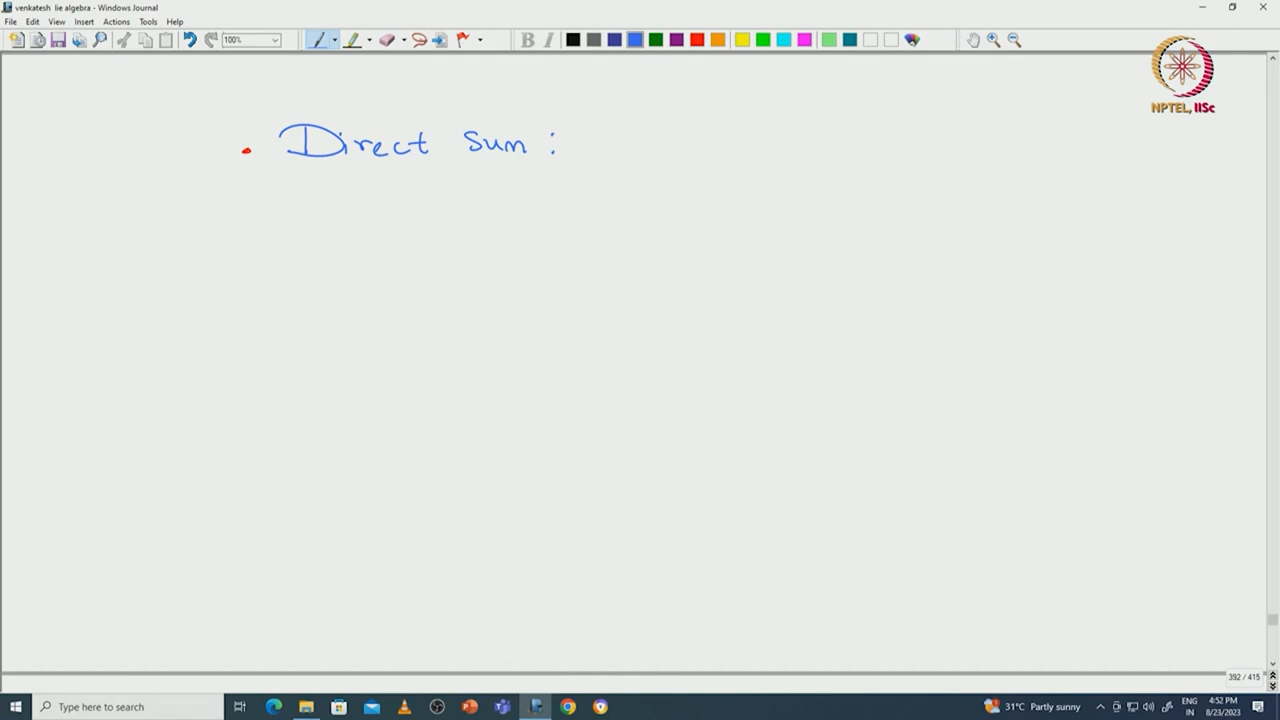 venkatesh lie algebra - Windows Journal
File Edit View Insert Actions Tools Help
100%
NPTEL, IISc
. Direct Sum :
392 / 415
Type here to search
31°C Partly sunny
ENG
IN
4:52 PM
8/23/2023